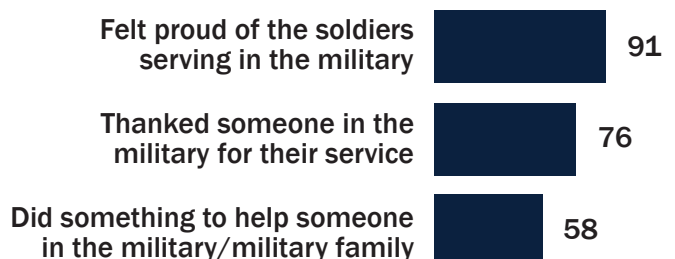 Felt proud of the soldiers
serving in the military
91
Thanked someone in the
military for their service
76
Did something to help someone
in the military/military family
58